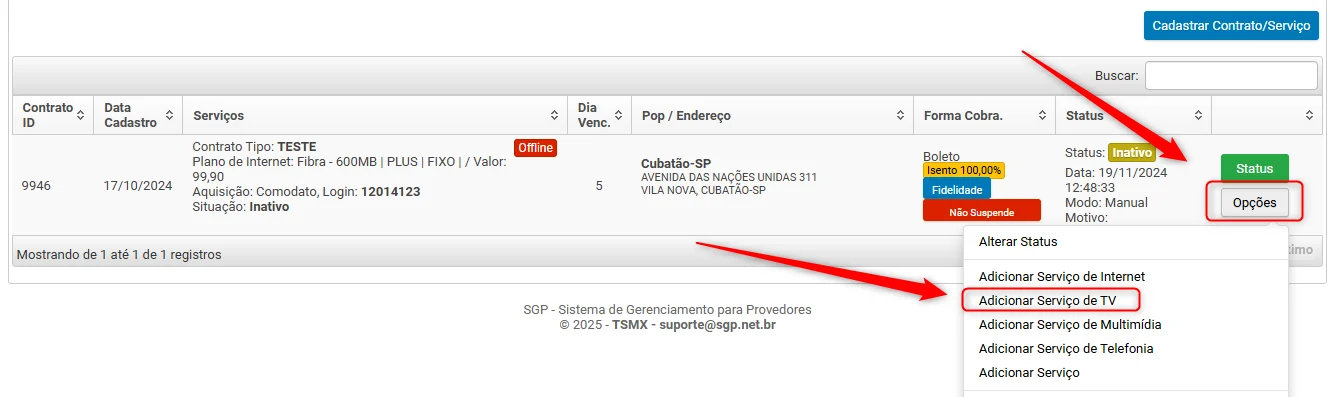 Cadastrar Contrato/Serviço
Buscar:
Contrato ID
Data Cadastro
Serviços
Dia Venc.
Pop / Endereço
Forma Cobra.
Status
9946
17/10/2024
Contrato Tipo: TESTE
Offline
Plano de Internet: Fibra - 600MB | PLUS | FIXO | / Valor:
99,90
Aquisição: Comodato, Login: 12014123
Situação: Inativo
5
Cubatão-SP
AVENIDA DAS NAÇÕES UNIDAS 311
VILA NOVA, CUBATÃO-SP
Boleto
Isento 100,00%
Fidelidade
Não Suspende
Status: Inativo
Data: 19/11/2024
12:48:33
Modo: Manual
Motivo:
Status
Opções
Mostrando de 1 até 1 de 1 registros
Alterar Status
Adicionar Serviço de Internet
Adicionar Serviço de TV
Adicionar Serviço de Multimídia
Adicionar Serviço de Telefonia
Adicionar Serviço
SGP - Sistema de Gerenciamento para Provedores
© 2025 - TSMX - suporte@sgp.net.br